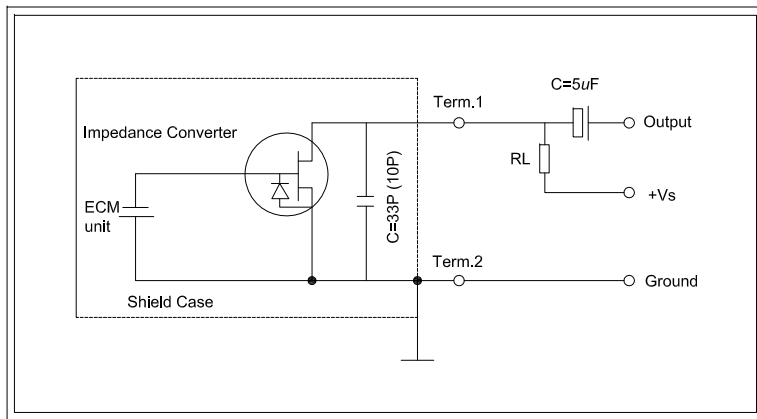 C=5uF
Term.1
Output
Impedance Converter
RL
C=33P (10P)
+Vs
ECM
unit
Term.2
Ground
Shield Case